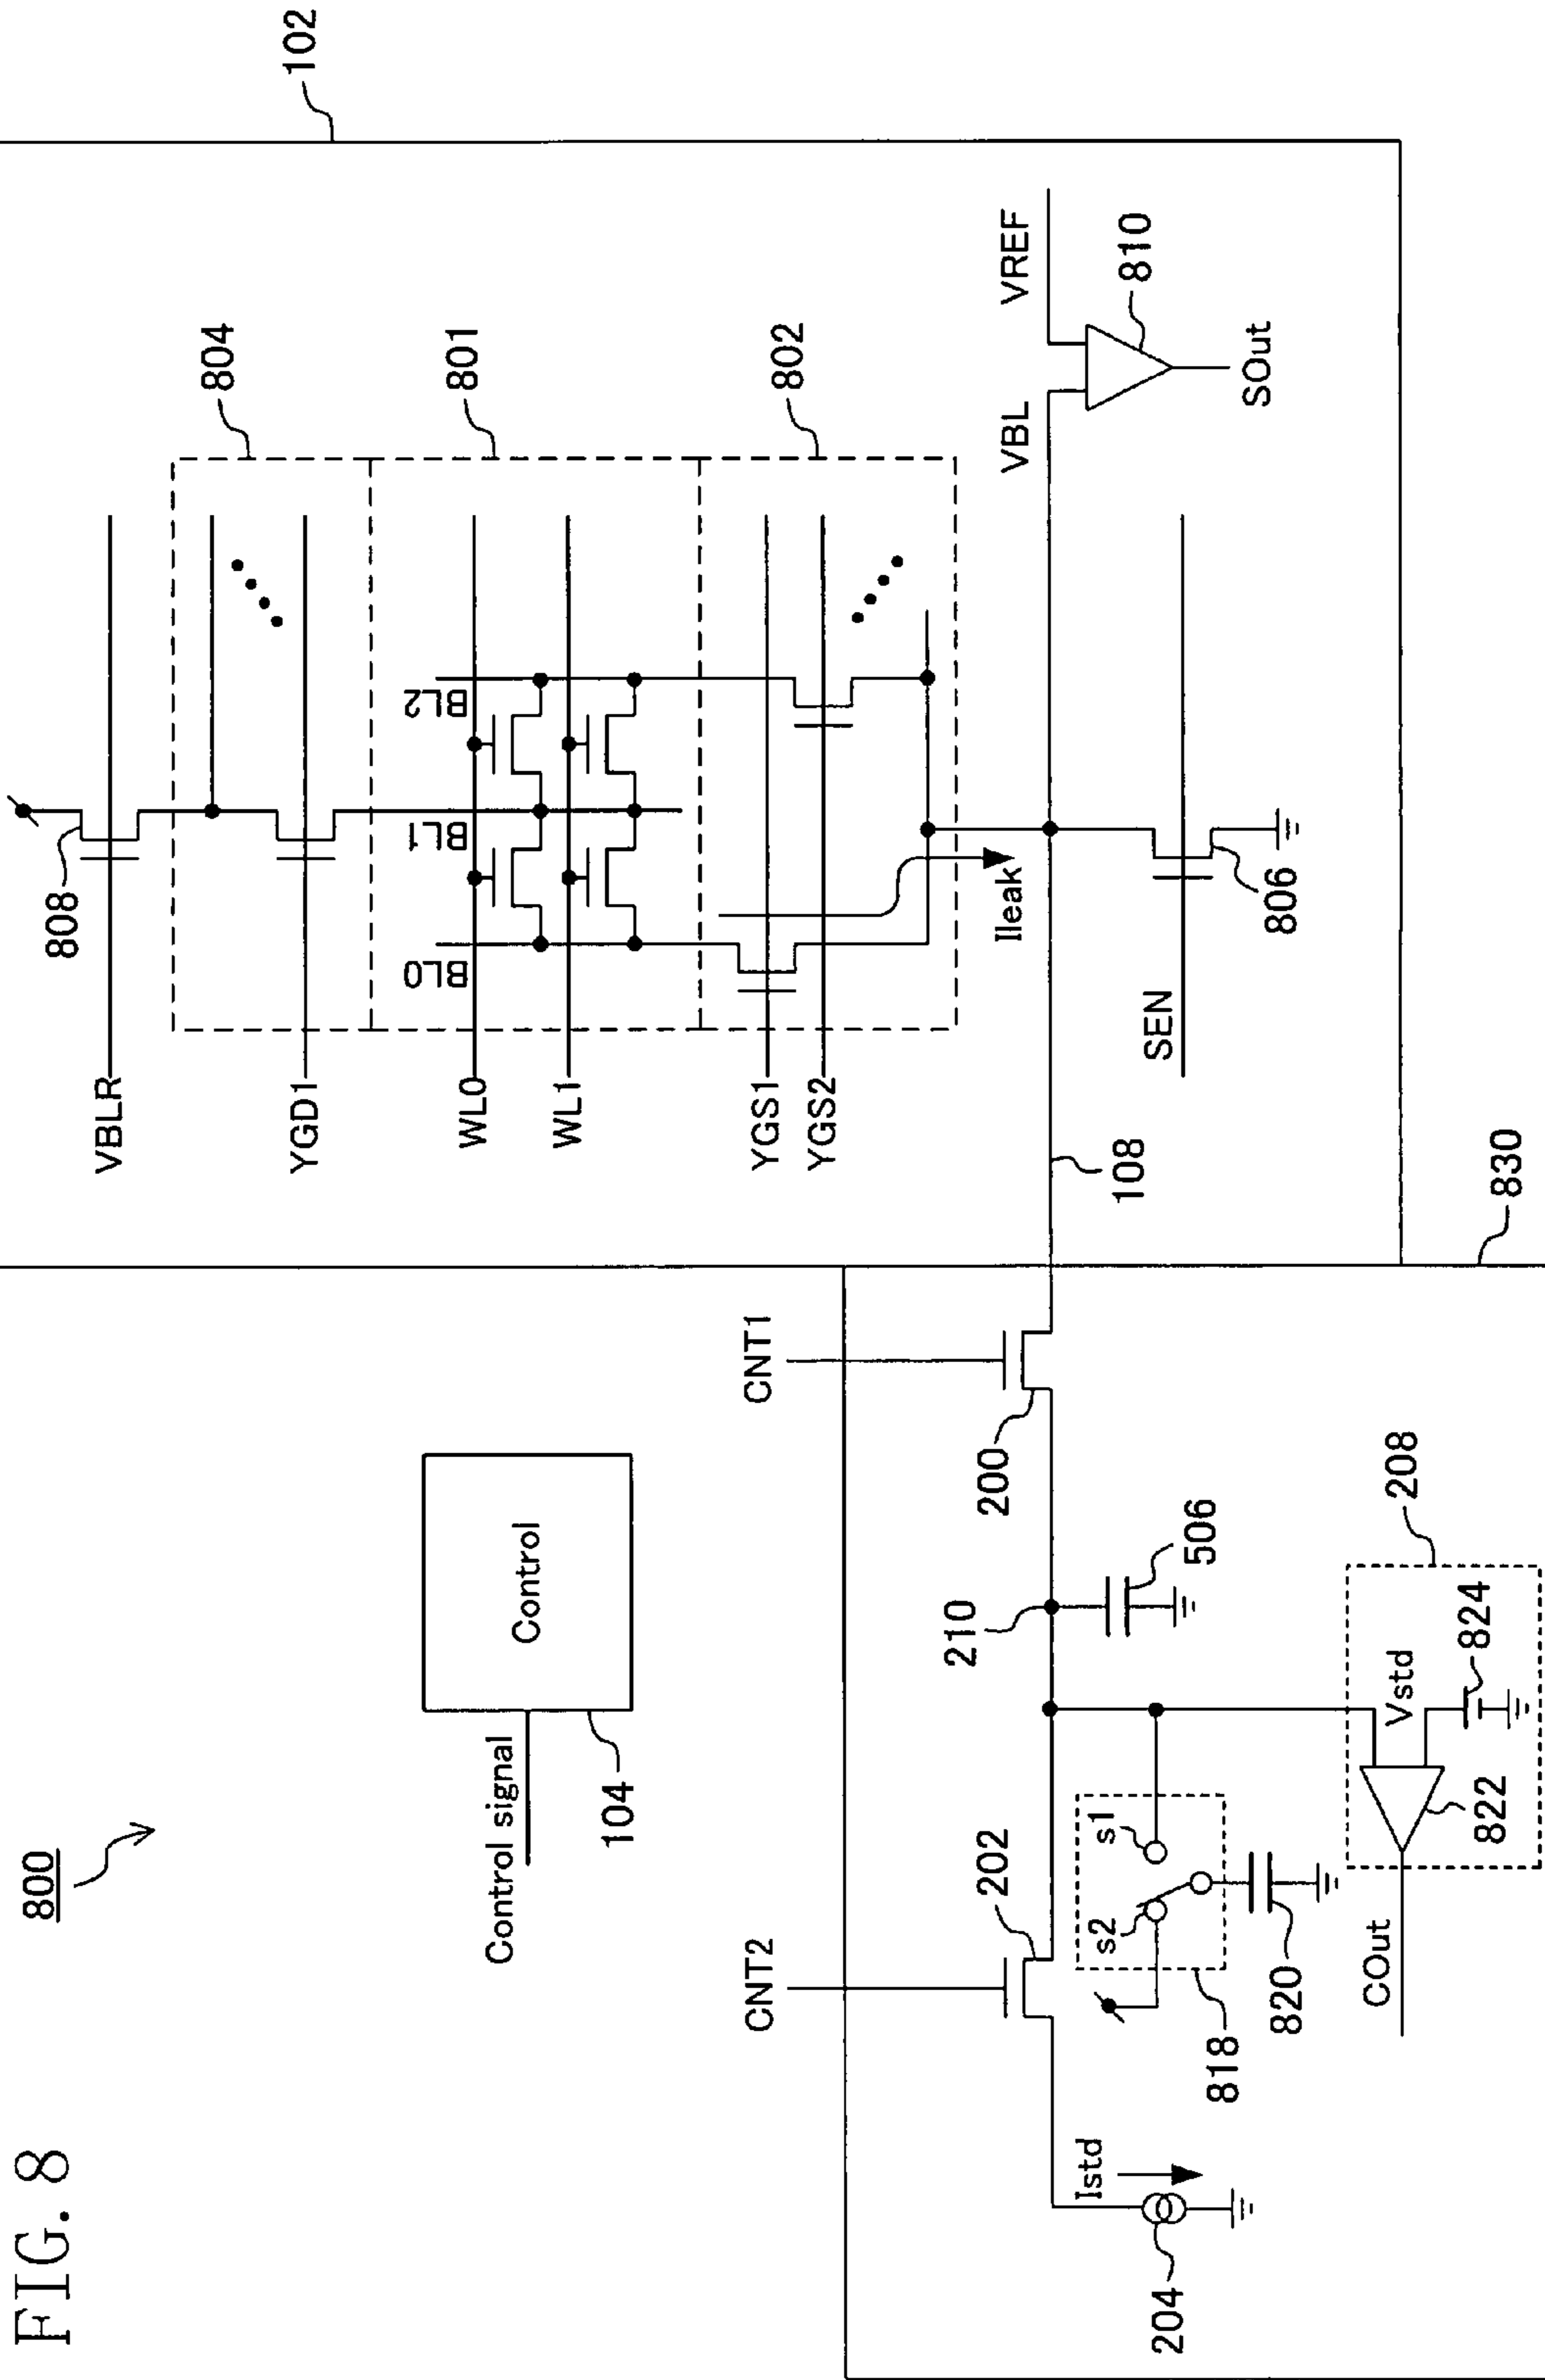 FIG. 8
800
Control signal
Control
104
VBLR
808
804
YGD1
801
WL0
WL1
BL0
BL1
BL2
802
YGS1
YGS2
Ileak
102
VBL
VREF
810
SOut
108
SEN
806
830
CNT2
CNT1
202
210
200
506
Istd
204
s2
s1
818
820
208
Vstd
824
822
COut